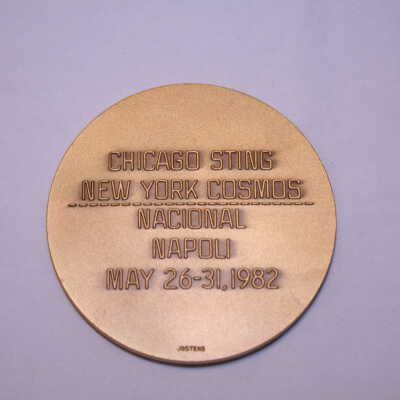 CHICAGO STING
NEW YORK COSMOS
NACIONAL
NAPOLI
MAY 26-31, 1982
JOSTENS